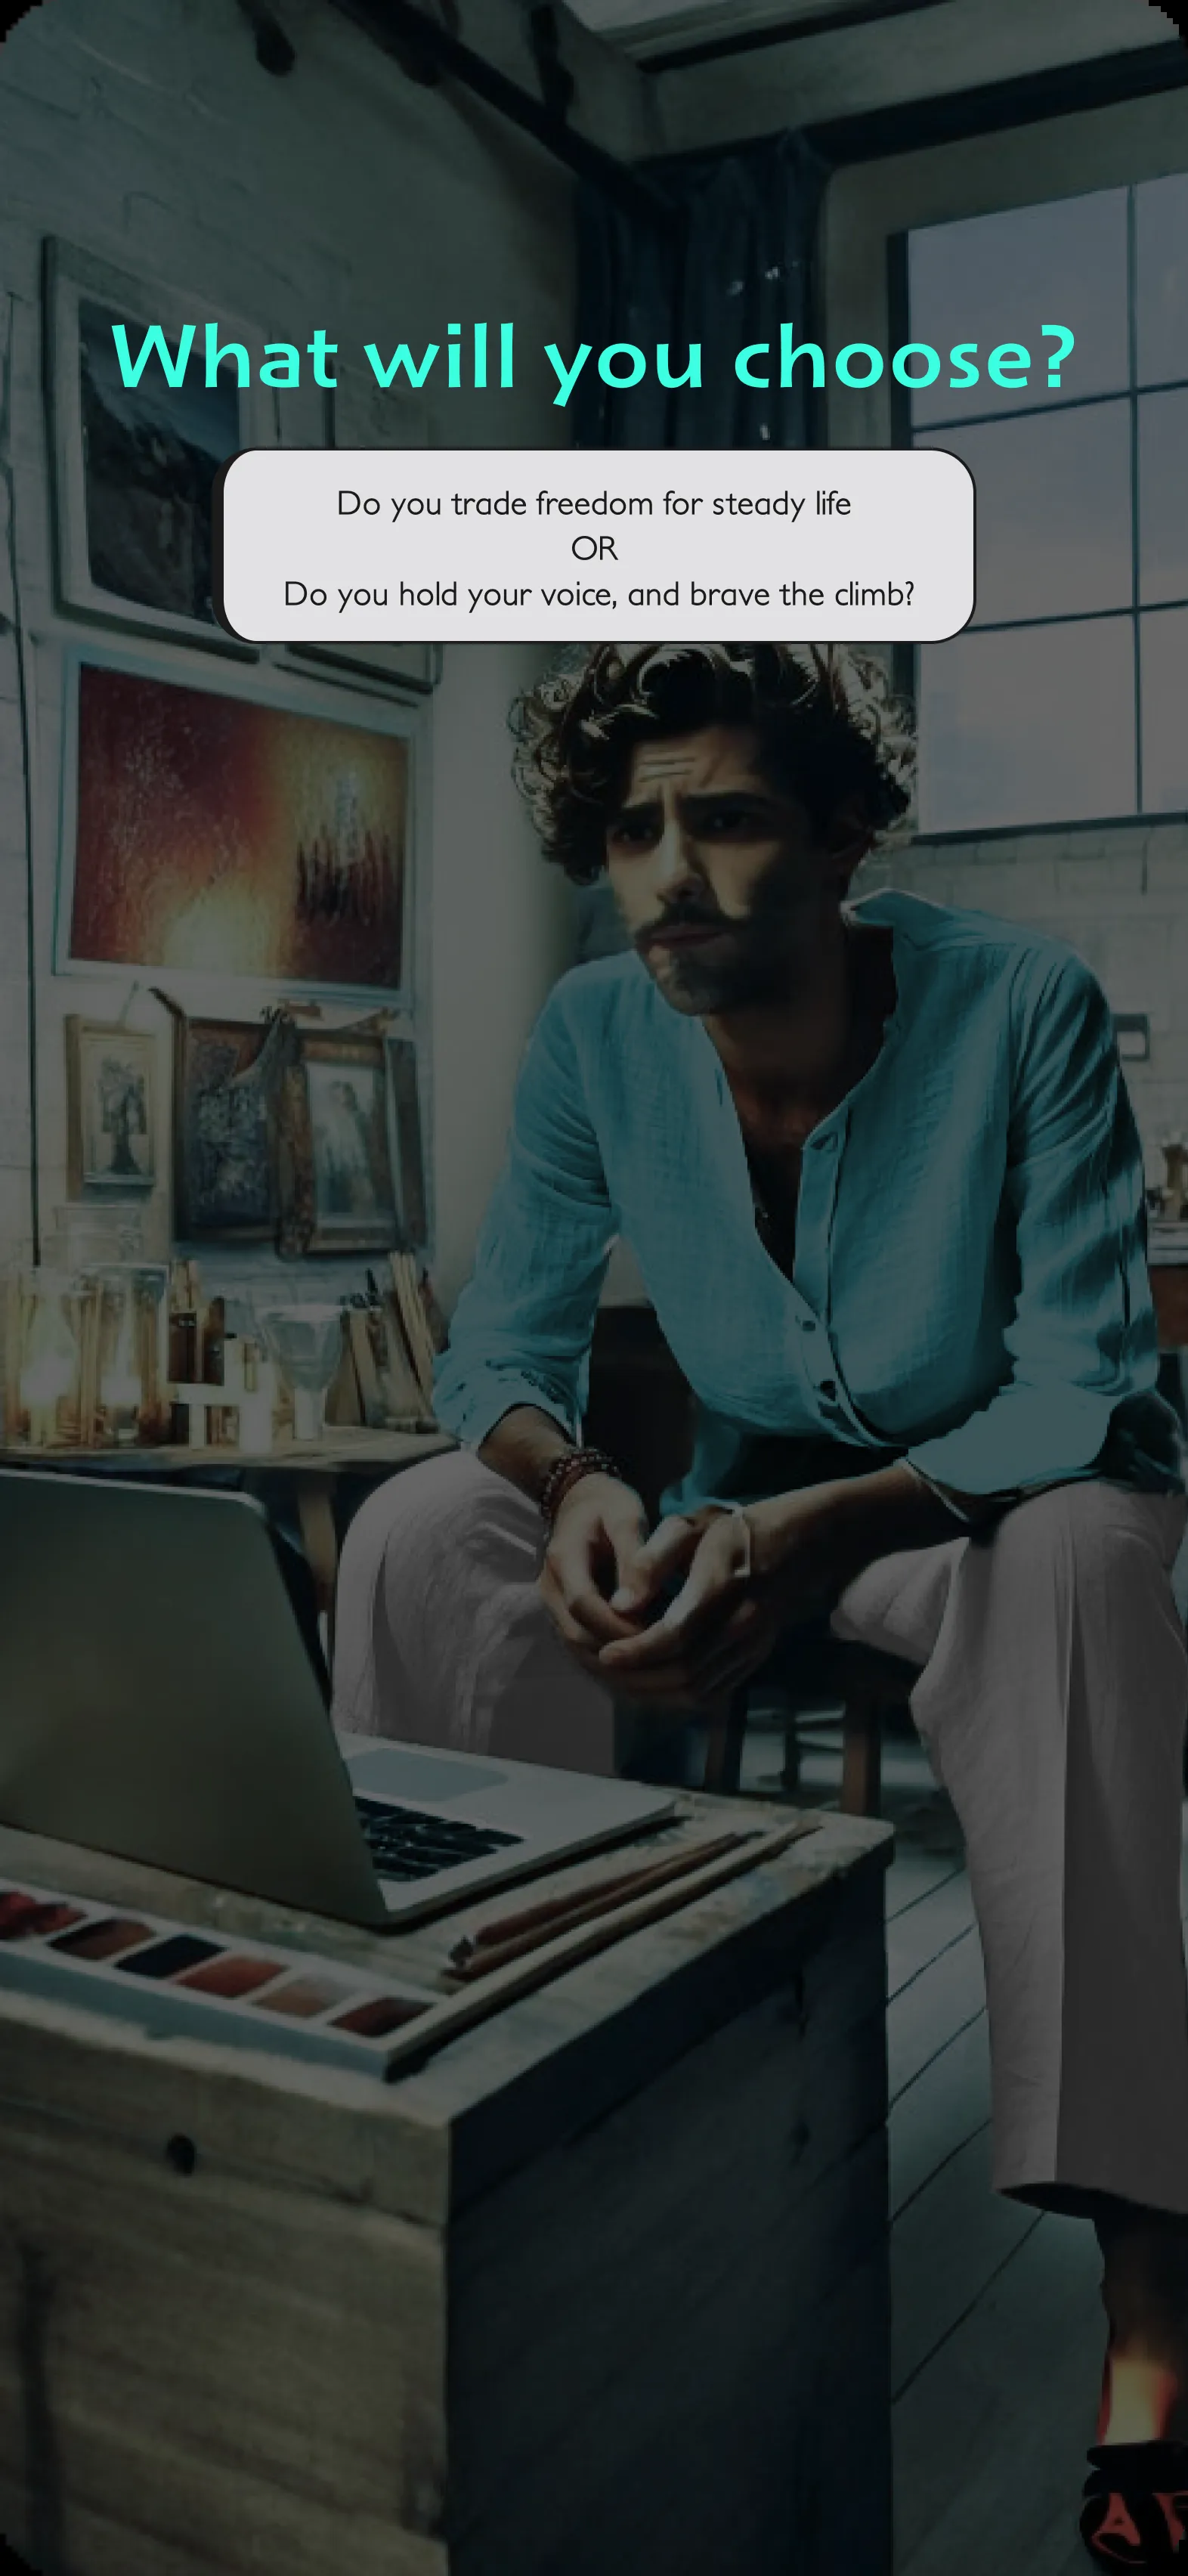 What will you choose?
Do you trade freedom for steady life
OR
Do you hold your voice, and brave the climb?